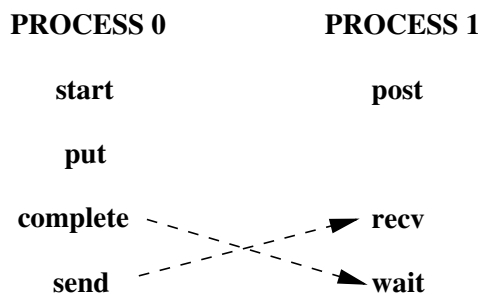 PROCESS 0 PROCESS 1
start post
put
complete recv
send wait